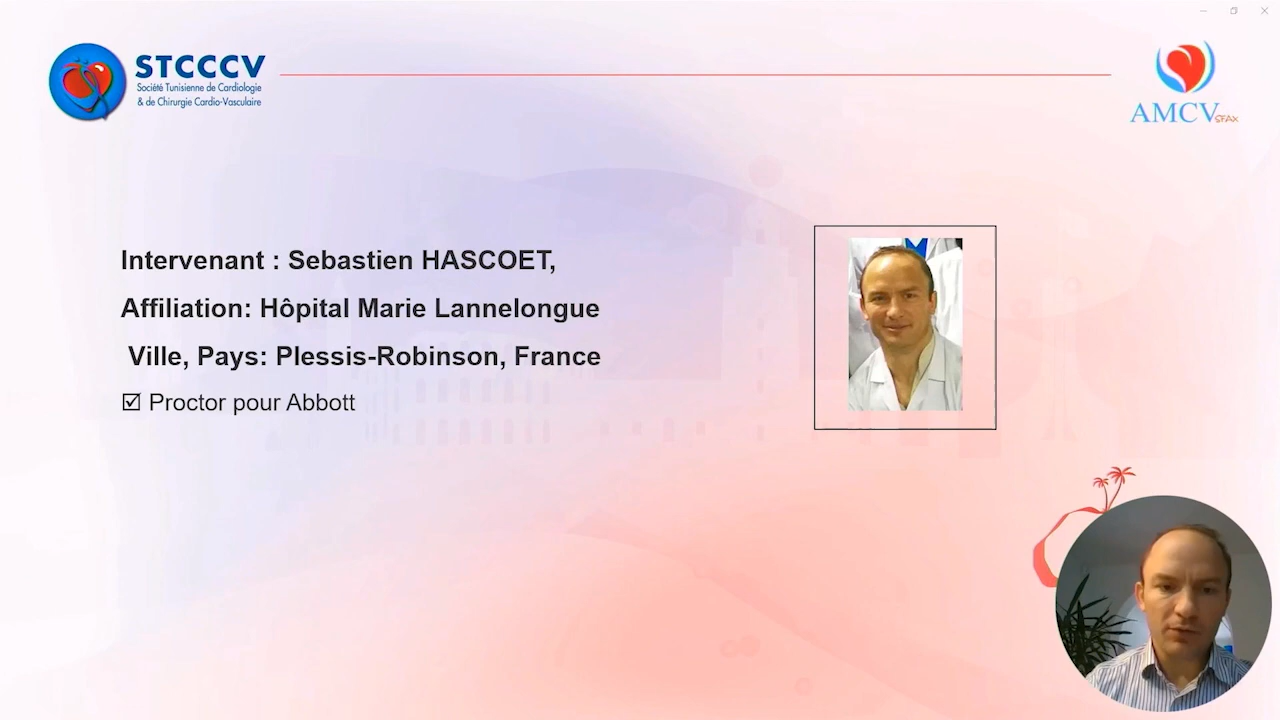 STCCCV
Société Tunisienne de Cardiologie
& de Chirurgie Cardio-Vasculaire
AMCV SFAX
Intervenant : Sebastien HASCOET,
Affiliation: Hôpital Marie Lannelongue
Ville, Pays: Plessis-Robinson, France
☑ Proctor pour Abbott